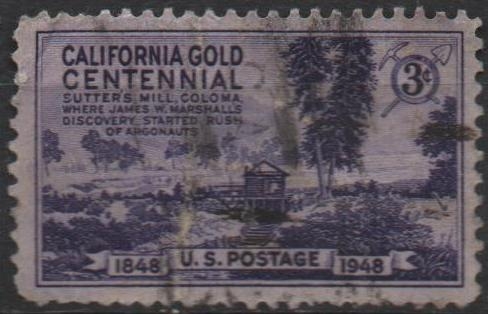 CALIFORNIA GOLD
CENTENNIAL
SUTTER'S MILL, COLOMA,
WHERE JAMES W. MARSHALL'S
DISCOVERY, STARTED RUSH
OF ARGONAUTS
3¢
1848 U.S. POSTAGE 1948